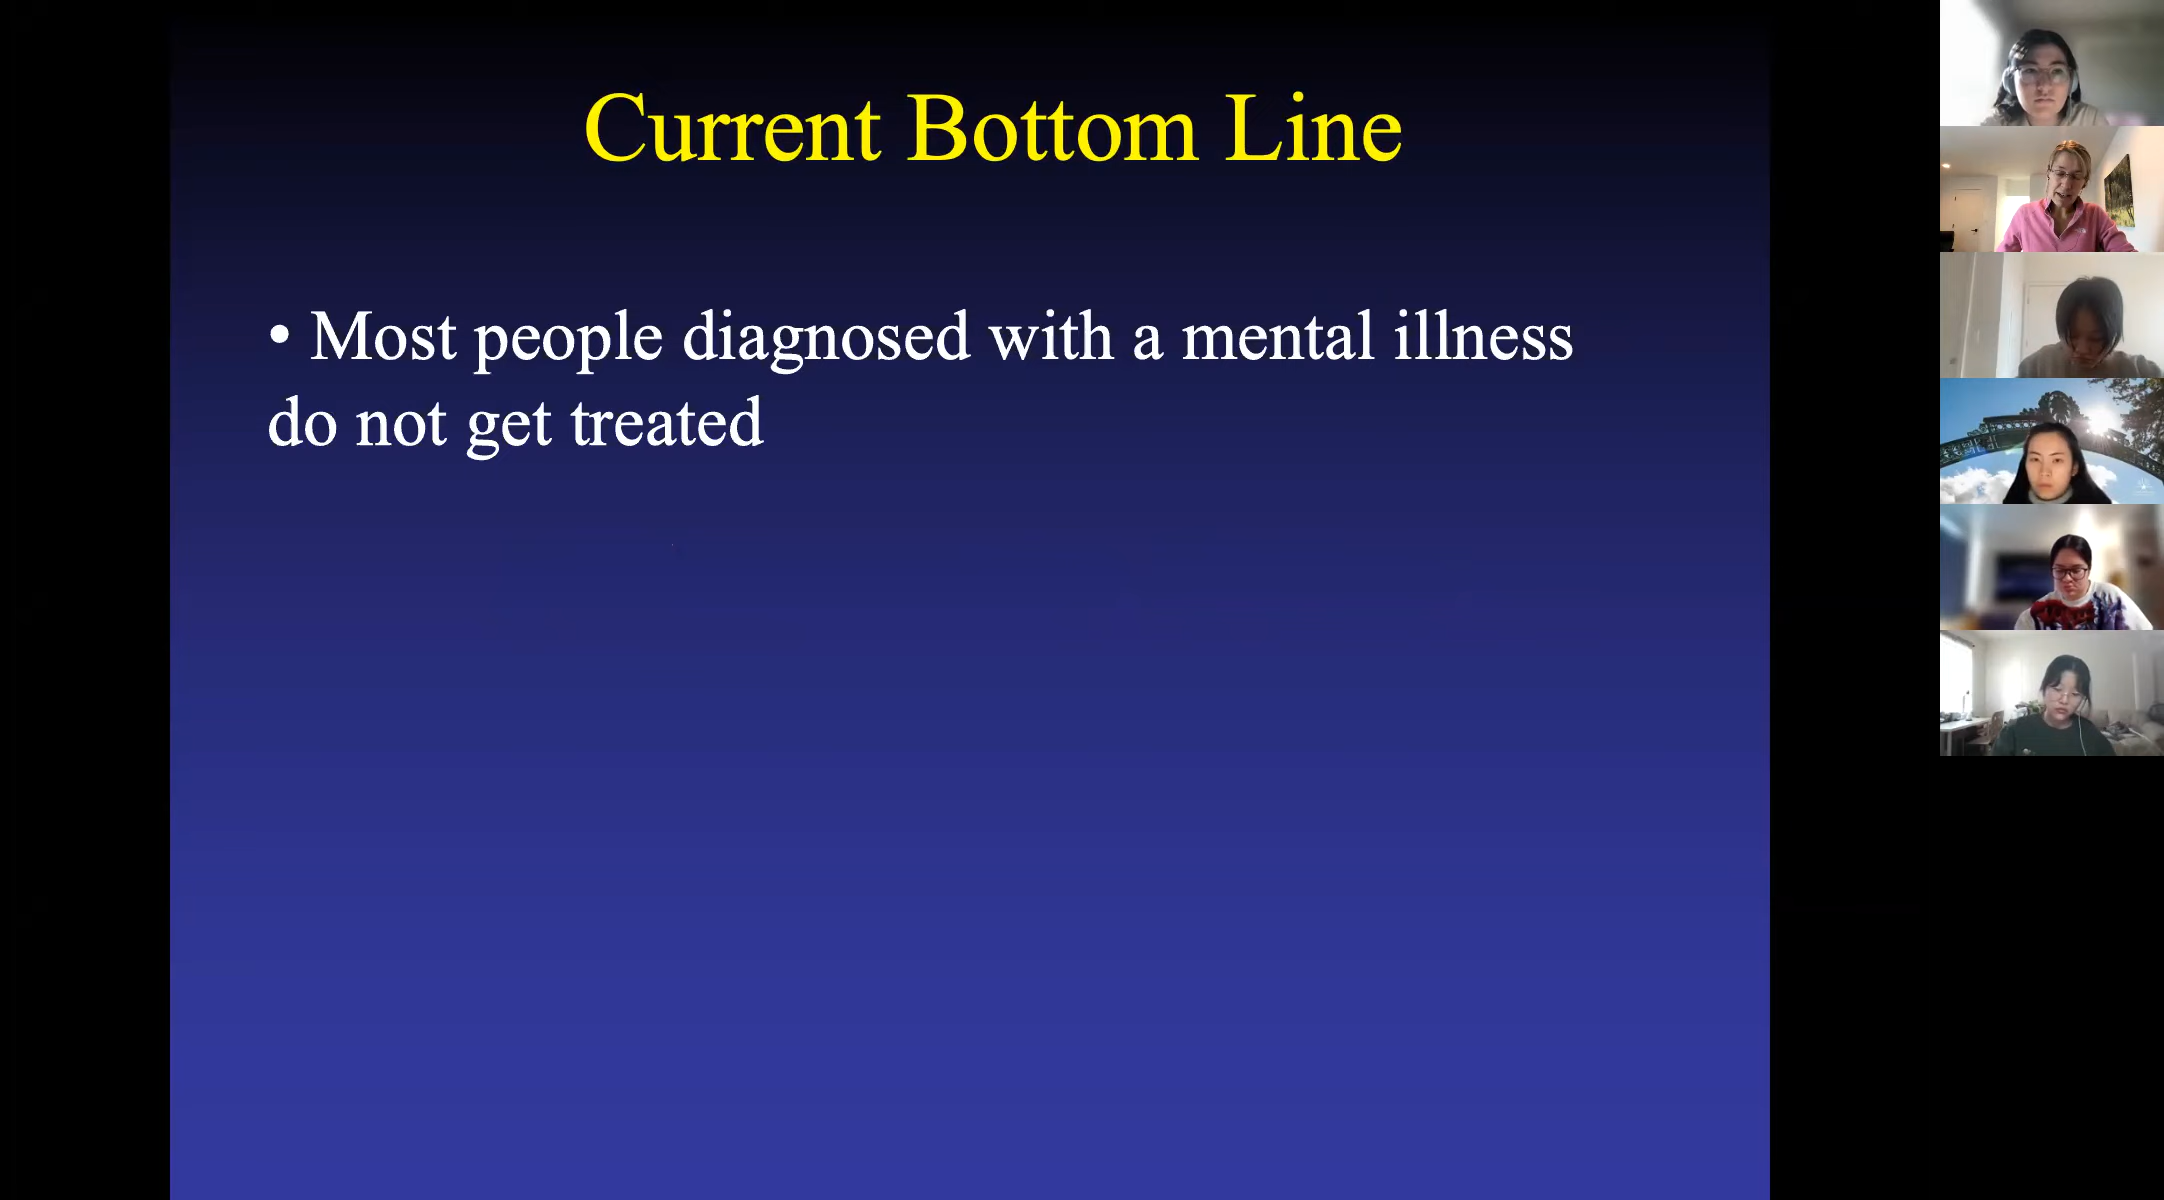 Current Bottom Line
• Most people diagnosed with a mental illness
do not get treated